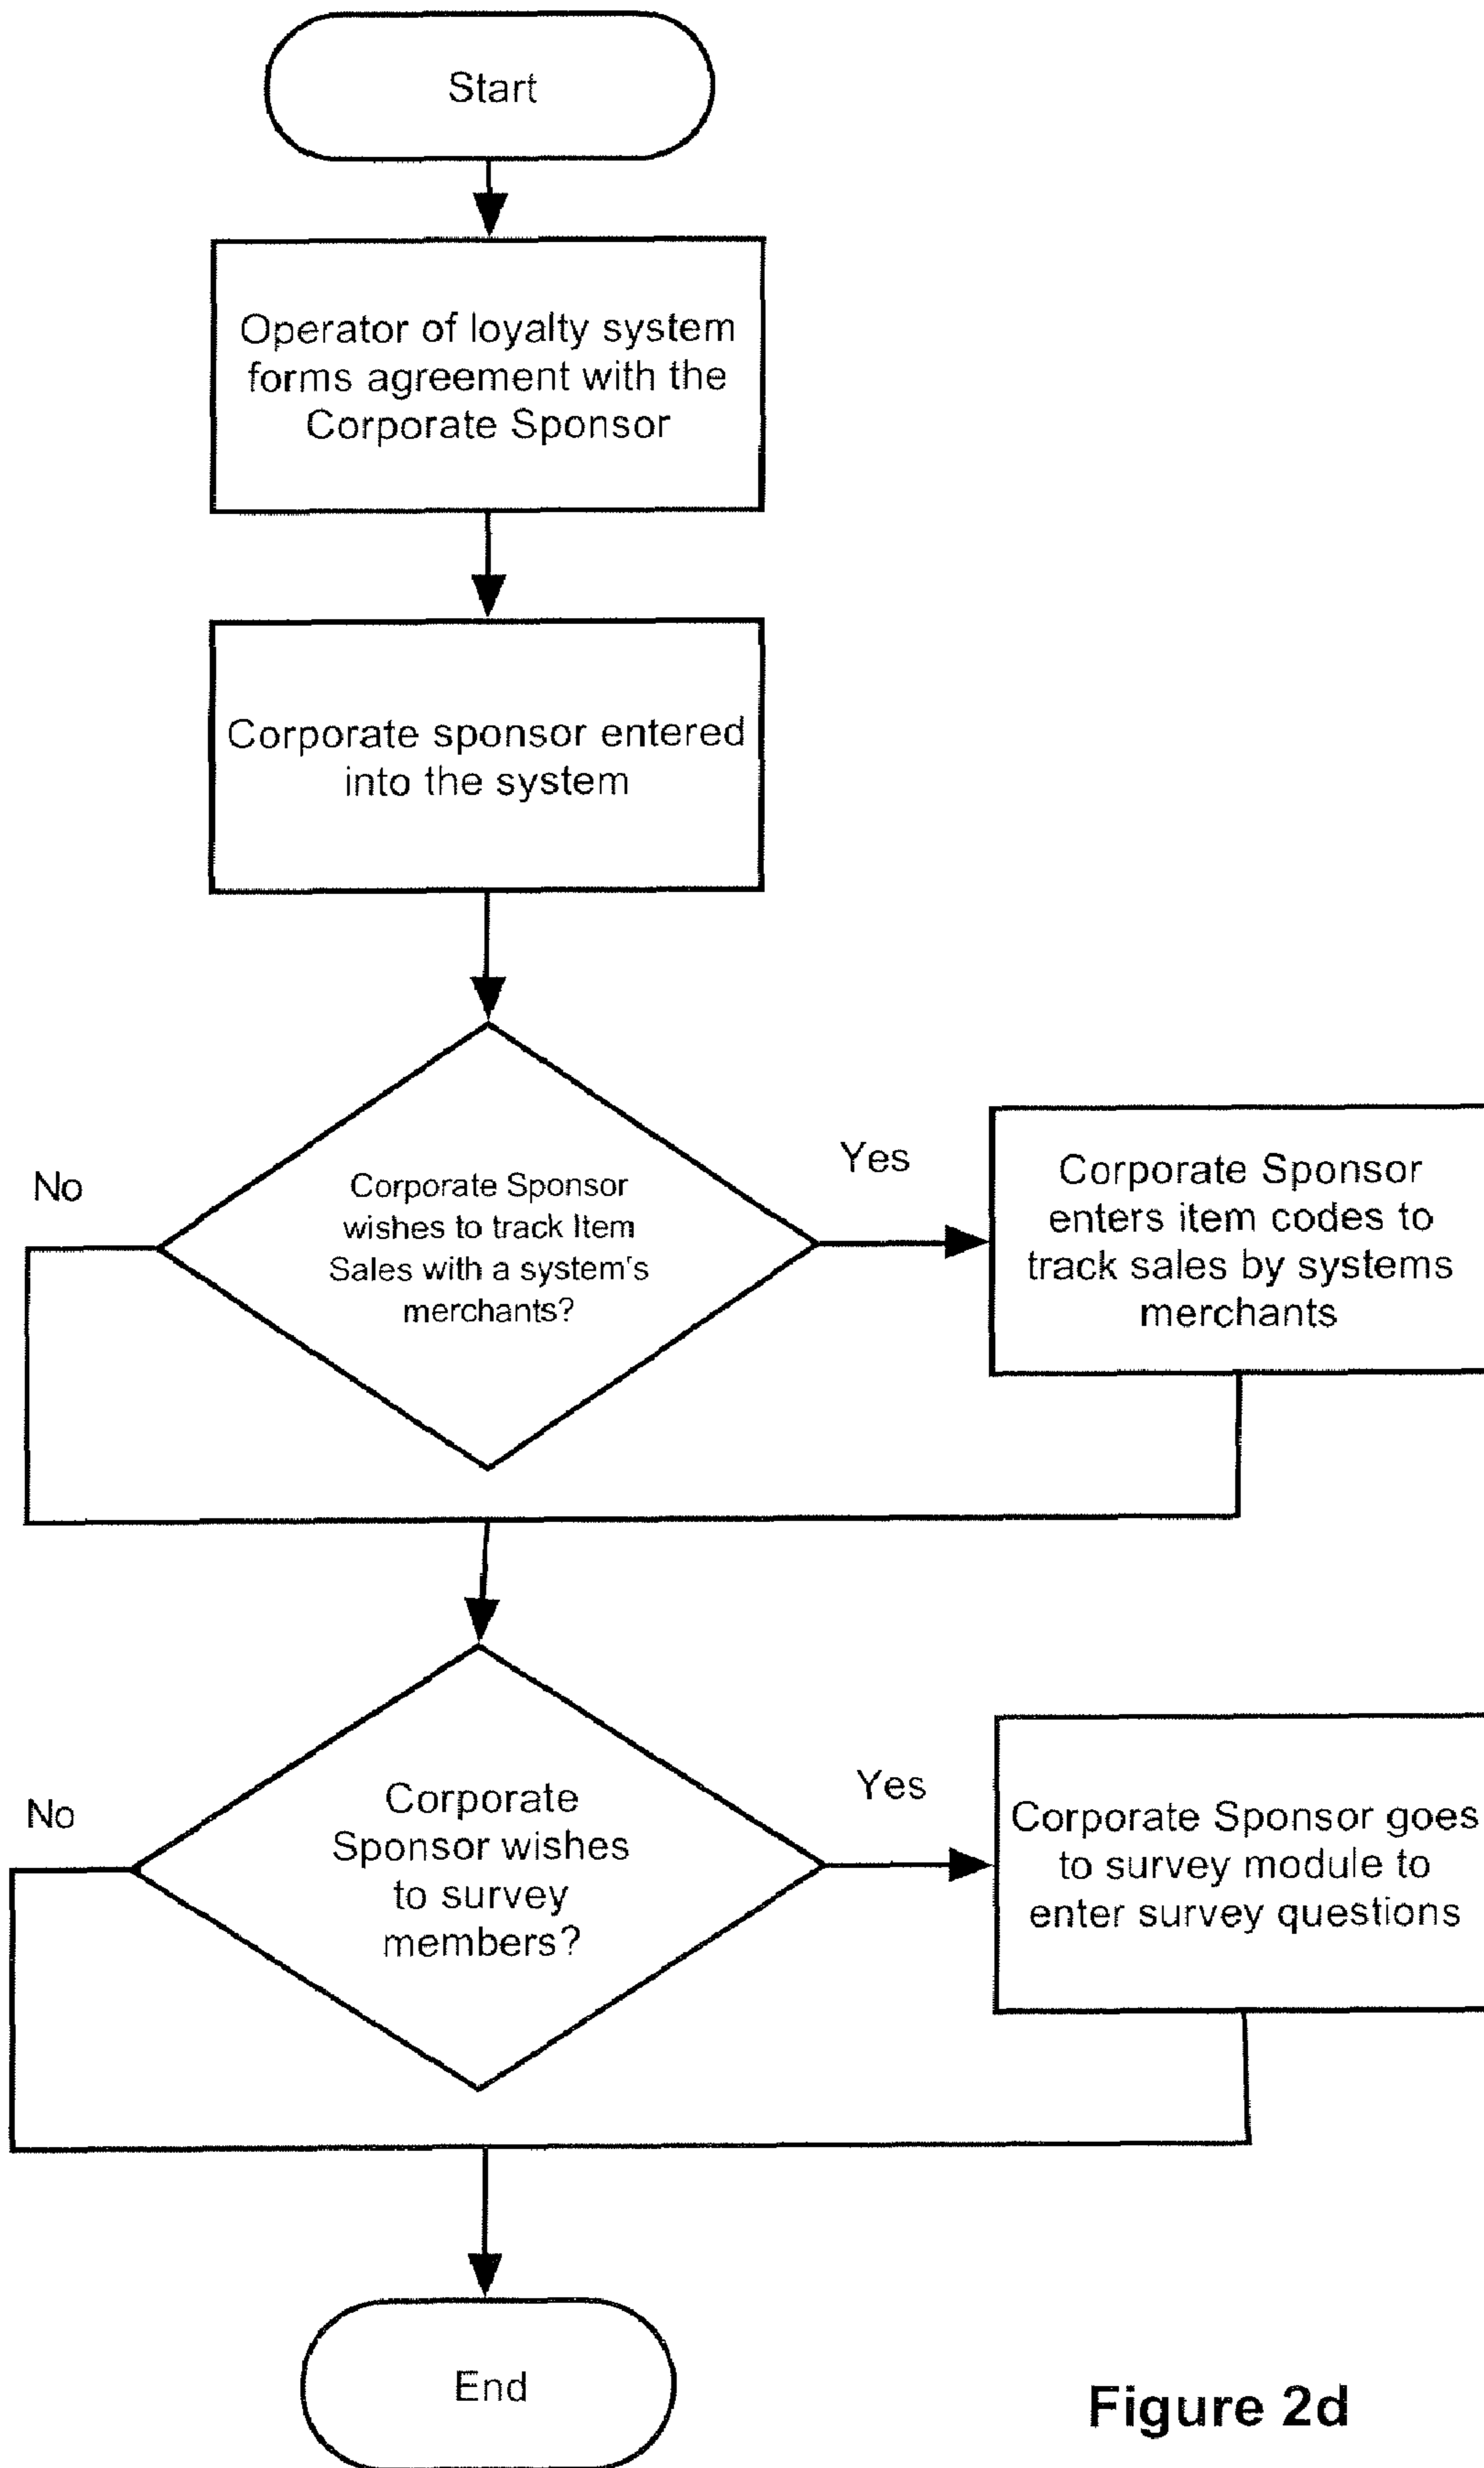 Start
Operator of loyalty system
forms agreement with the
Corporate Sponsor
Corporate sponsor entered
into the system
No
Corporate Sponsor
wishes to track Item
Sales with a system's
merchants?
Yes
Corporate Sponsor
enters item codes to
track sales by systems
merchants
No
Corporate
Sponsor wishes
to survey
members?
Yes
Corporate Sponsor goes
to survey module to
enter survey questions
End
Figure 2d